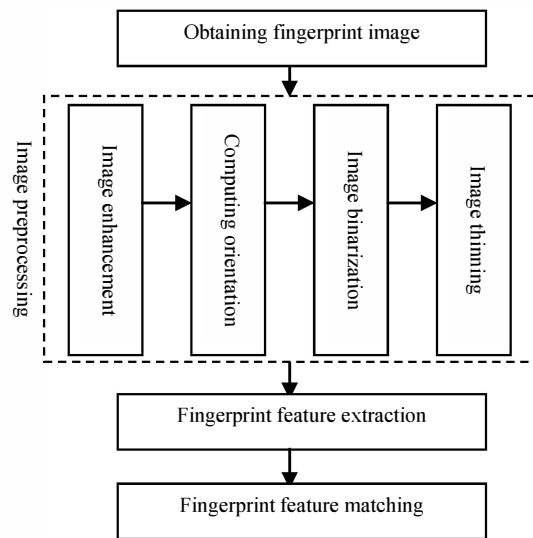 Obtaining fingerprint image
Image preprocessing
Image enhancement
Computing orientation
Image binarization
Image thinning
Fingerprint feature extraction
Fingerprint feature matching